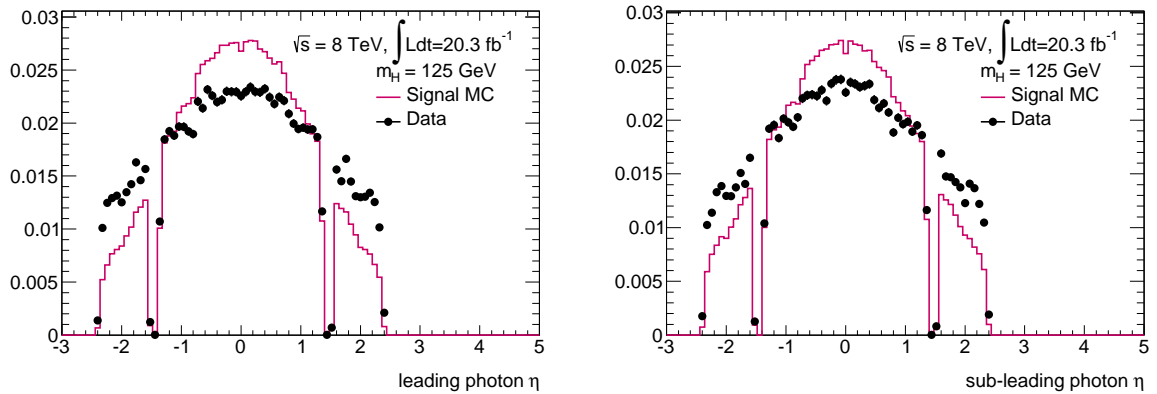 0.03
0.025
0.02
0.015
0.01
0.005
0
-3 -2 -1 0 1 2 3 4 5
leading photon η
√s = 8 TeV, ∫Ldt=20.3 fb⁻¹
m_H = 125 GeV
Signal MC
Data
0.03
0.025
0.02
0.015
0.01
0.005
0
-3 -2 -1 0 1 2 3 4 5
sub-leading photon η
√s = 8 TeV, ∫Ldt=20.3 fb⁻¹
m_H = 125 GeV
Signal MC
Data